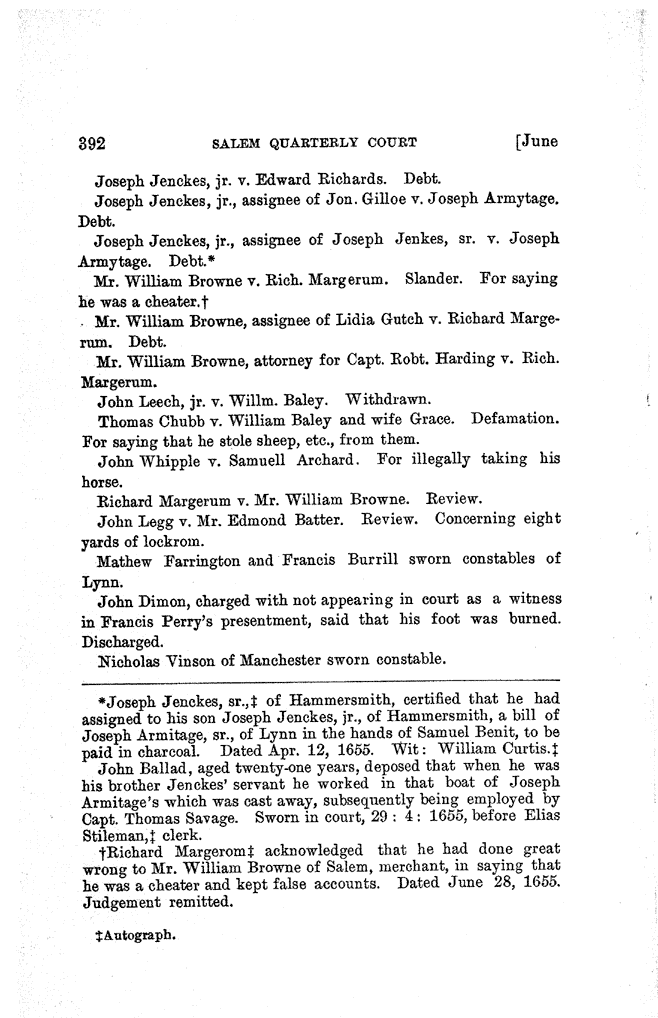 392 SALEM QUARTERLY COURT [June
Joseph Jenckes, jr. v. Edward Richards. Debt.
Joseph Jenckes, jr., assignee of Jon. Gilloe v. Joseph Armytage.
Debt.
Joseph Jenckes, jr., assignee of Joseph Jenkes, sr. v. Joseph
Armytage. Debt.*
Mr. William Browne v. Rich. Margerum. Slander. For saying
he was a cheater.†
Mr. William Browne, assignee of Lidia Gutch v. Richard Marge-
rum. Debt.
Mr. William Browne, attorney for Capt. Robt. Harding v. Rich.
Margerum.
John Leech, jr. v. Willm. Baley. Withdrawn.
Thomas Chubb v. William Baley and wife Grace. Defamation.
For saying that he stole sheep, etc., from them.
John Whipple v. Samuell Archard. For illegally taking his
horse.
Richard Margerum v. Mr. William Browne. Review.
John Legg v. Mr. Edmond Batter. Review. Concerning eight
yards of lockrom.
Mathew Farrington and Francis Burrill sworn constables of
Lynn.
John Dimon, charged with not appearing in court as a witness
in Francis Perry's presentment, said that his foot was burned.
Discharged.
Nicholas Vinson of Manchester sworn constable.
*Joseph Jenckes, sr.,‡ of Hammersmith, certified that he had
assigned to his son Joseph Jenckes, jr., of Hammersmith, a bill of
Joseph Armitage, sr., of Lynn in the hands of Samuel Benit, to be
paid in charcoal. Dated Apr. 12, 1655. Wit: William Curtis.‡
John Ballad, aged twenty-one years, deposed that when he was
his brother Jenckes' servant he worked in that boat of Joseph
Armitage's which was cast away, subsequently being employed by
Capt. Thomas Savage. Sworn in court, 29 : 4 : 1655, before Elias
Stileman,‡ clerk.
†Richard Margerom‡ acknowledged that he had done great
wrong to Mr. William Browne of Salem, merchant, in saying that
he was a cheater and kept false accounts. Dated June 28, 1655.
Judgement remitted.
‡Autograph.